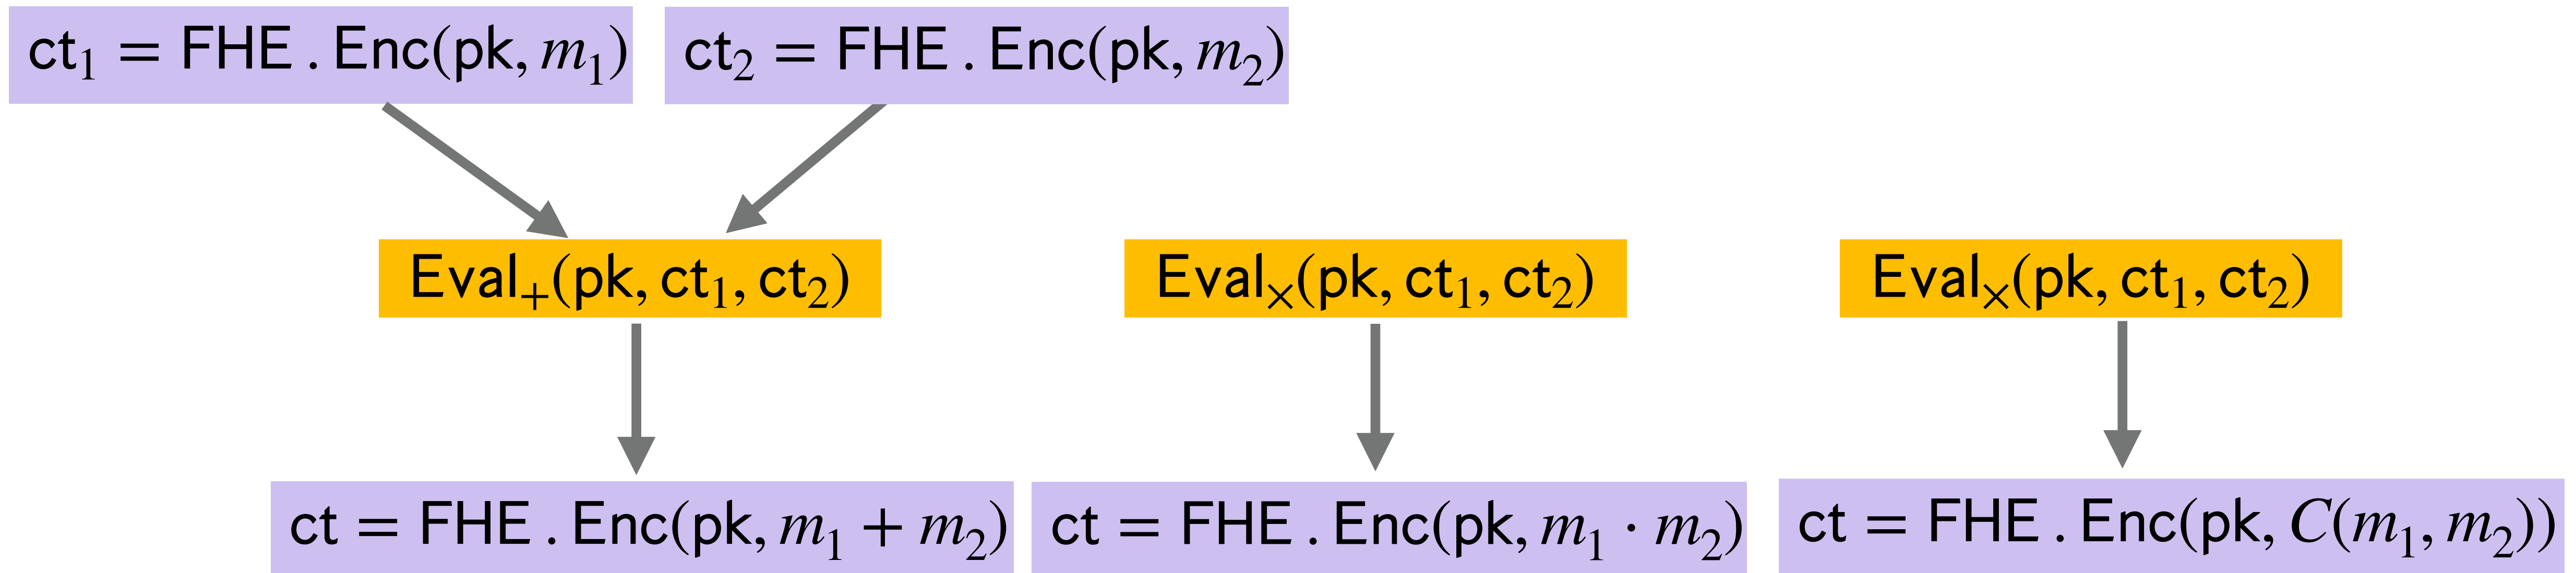 ct₁ = FHE . Enc(pk, m₁)
ct₂ = FHE . Enc(pk, m₂)
Eval₊(pk, ct₁, ct₂)
Eval×(pk, ct₁, ct₂)
Eval×(pk, ct₁, ct₂)
ct = FHE . Enc(pk, m₁ + m₂)
ct = FHE . Enc(pk, m₁ · m₂)
ct = FHE . Enc(pk, C(m₁, m₂))